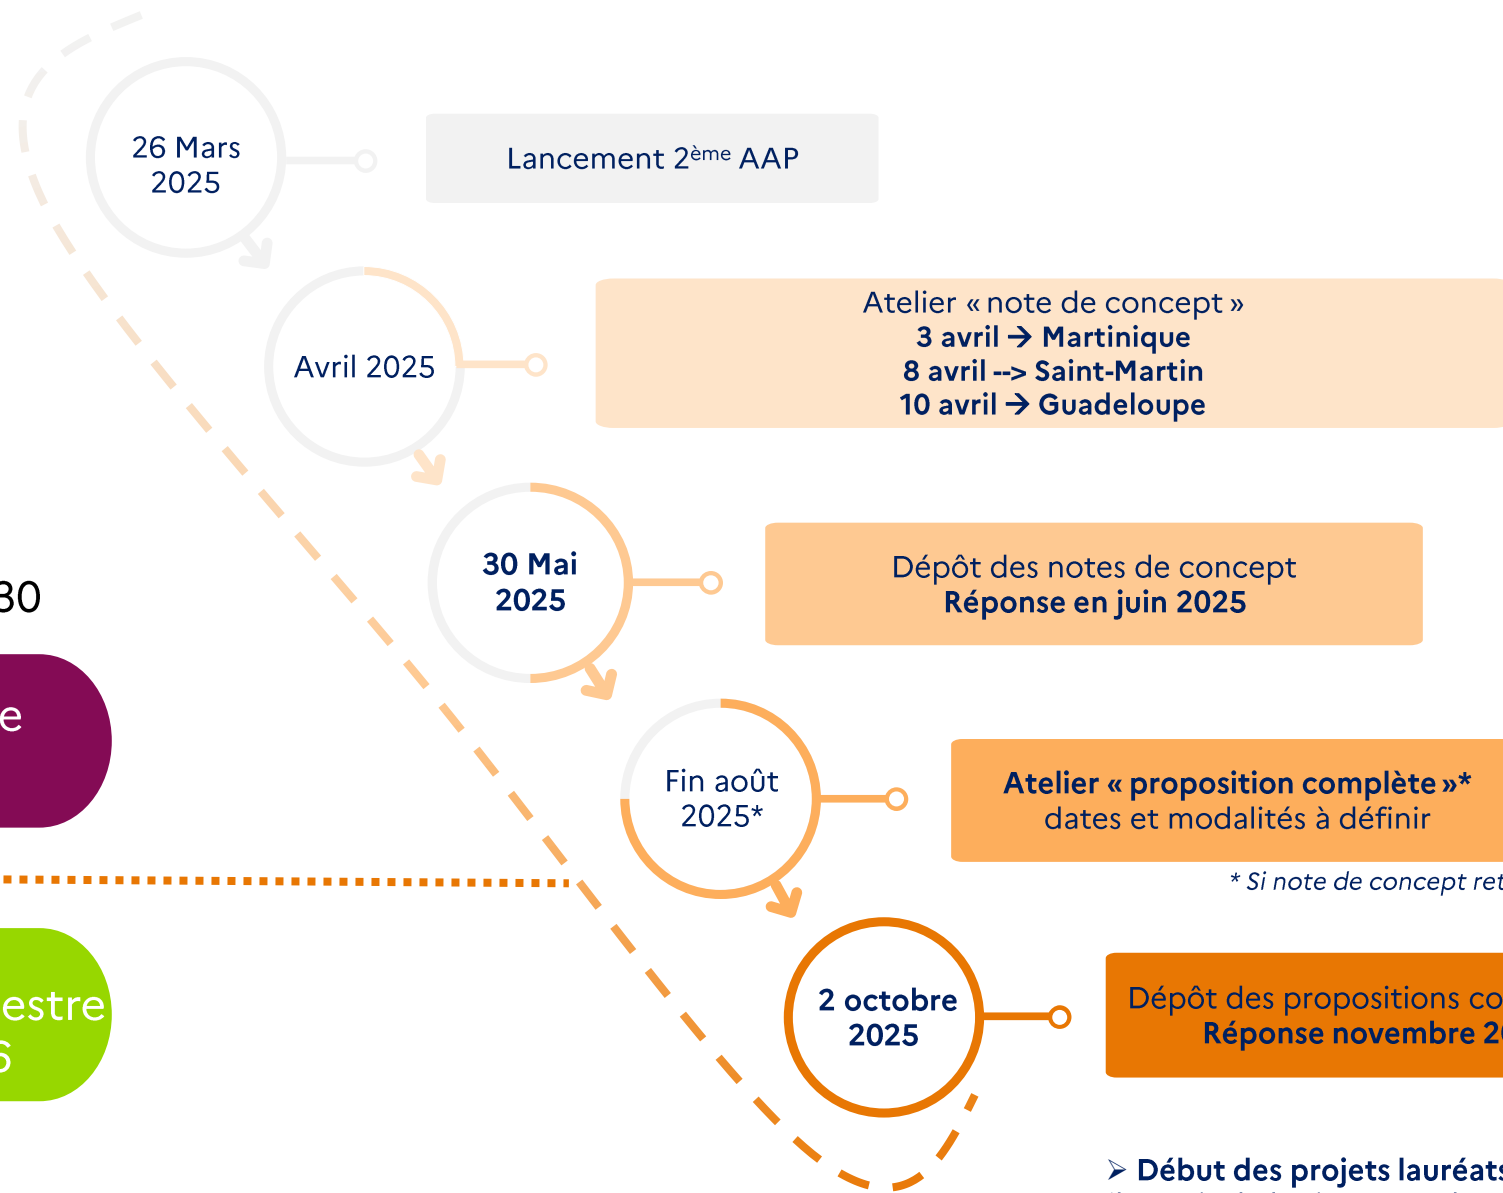 26 Mars
2025
Lancement 2ème AAP
Avril 2025
Atelier « note de concept »
3 avril → Martinique
8 avril --> Saint-Martin
10 avril → Guadeloupe
30 Mai
2025
Dépôt des notes de concept
Réponse en juin 2025
30
e
Fin août
2025*
Atelier « proposition complète »*
dates et modalités à définir
* Si note de concept ret
estre
6
2 octobre
2025
Dépôt des propositions co
Réponse novembre 20
➢ Début des projets lauréats